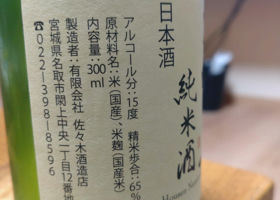 日本酒
純米酒
アルコール分:15度 精米歩合:65%
原材料名:米(国産)、米麹(国産米)
内容量:300ml
製造者:有限会社 佐々木酒造店
宮城県名取市閖上中央一丁目12番地
☎022-398-8596